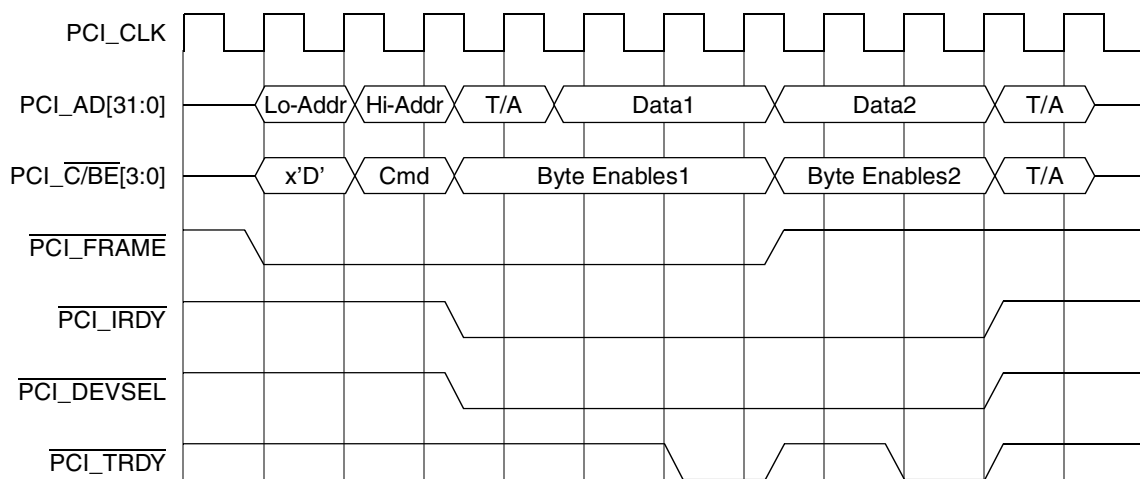 PCI_CLK
PCI_AD[31:0] Lo-Addr Hi-Addr T/A Data1 Data2 T/A
PCI_C/BE[3:0] x'D' Cmd Byte Enables1 Byte Enables2 T/A
PCI_FRAME
PCI_IRDY
PCI_DEVSEL
PCI_TRDY